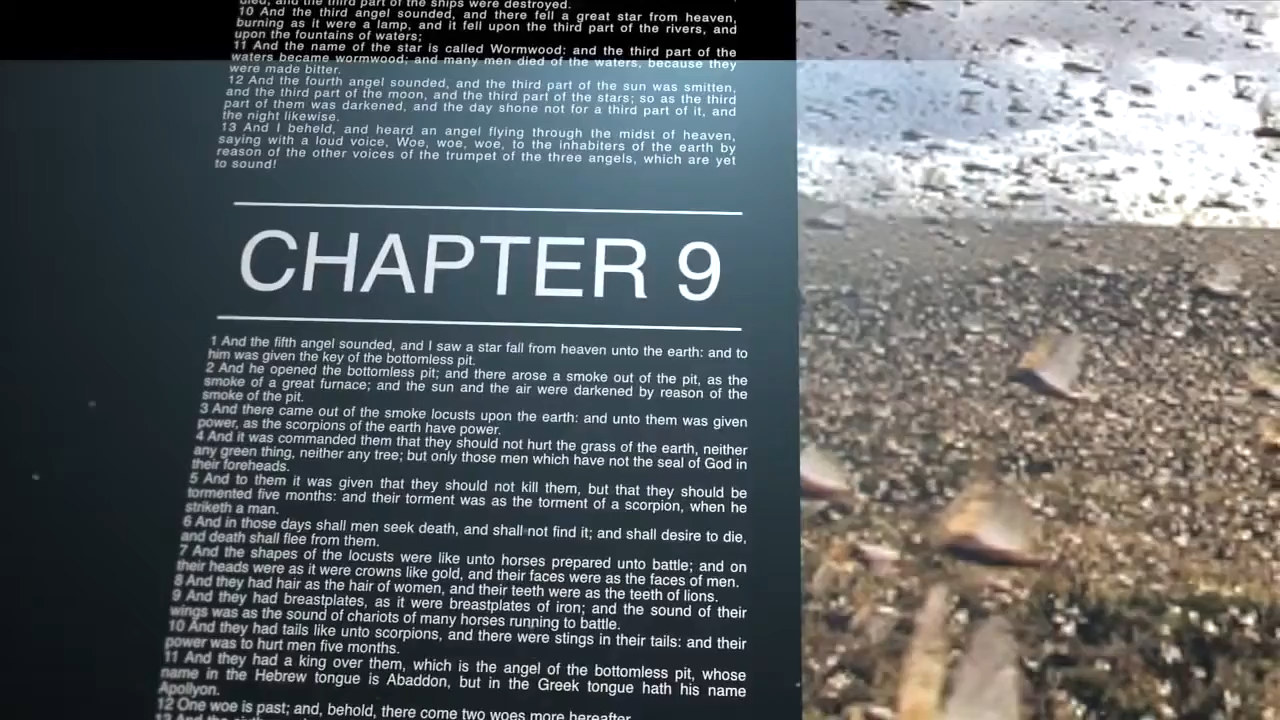 died, and the third part of the ships were destroyed.
10 And the third angel sounded, and there fell a great star from heaven,
burning as it were a lamp, and it fell upon the third part of the rivers, and
upon the fountains of waters;
11 And the name of the star is called Wormwood: and the third part of the
waters became wormwood; and many men died of the waters, because they
were made bitter.
12 And the fourth angel sounded, and the third part of the sun was smitten,
and the third part of the moon, and the third part of the stars; so as the third
part of them was darkened, and the day shone not for a third part of it, and
the night likewise.
13 And I beheld, and heard an angel flying through the midst of heaven,
saying with a loud voice, Woe, woe, woe, to the inhabiters of the earth by
reason of the other voices of the trumpet of the three angels, which are yet
to sound!
CHAPTER 9
1 And the fifth angel sounded, and I saw a star fall from heaven unto the earth: and to
him was given the key of the bottomless pit.
2 And he opened the bottomless pit; and there arose a smoke out of the pit, as the
smoke of a great furnace; and the sun and the air were darkened by reason of the
smoke of the pit.
3 And there came out of the smoke locusts upon the earth: and unto them was given
power, as the scorpions of the earth have power.
4 And it was commanded them that they should not hurt the grass of the earth, neither
any green thing, neither any tree; but only those men which have not the seal of God in
their foreheads.
5 And to them it was given that they should not kill them, but that they should be
tormented five months: and their torment was as the torment of a scorpion, when he
striketh a man.
6 And in those days shall men seek death, and shall not find it; and shall desire to die,
and death shall flee from them.
7 And the shapes of the locusts were like unto horses prepared unto battle; and on
their heads were as it were crowns like gold, and their faces were as the faces of men.
8 And they had hair as the hair of women, and their teeth were as the teeth of lions.
9 And they had breastplates, as it were breastplates of iron; and the sound of their
wings was as the sound of chariots of many horses running to battle.
10 And they had tails like unto scorpions, and there were stings in their tails: and their
power was to hurt men five months.
11 And they had a king over them, which is the angel of the bottomless pit, whose
name in the Hebrew tongue is Abaddon, but in the Greek tongue hath his name
Apollyon.
12 One woe is past; and, behold, there come two woes more hereafter.